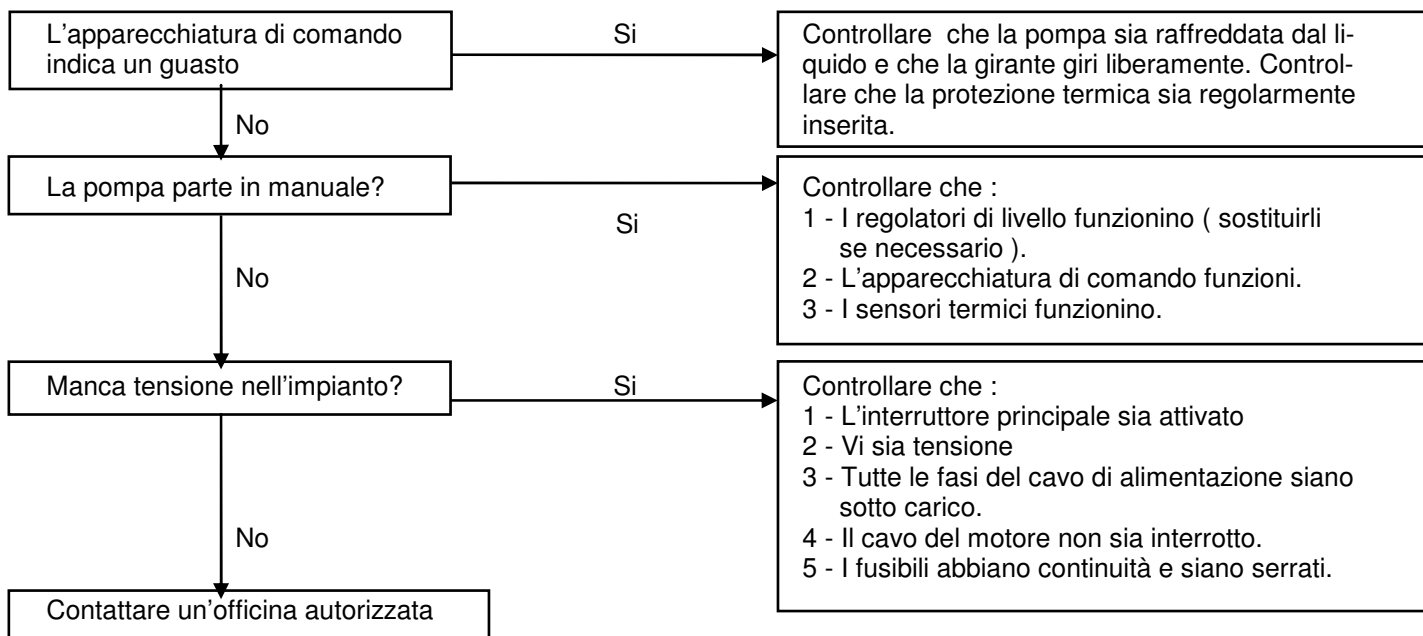 L'apparecchiatura di comando
indica un guasto
Si
Controllare  che la pompa sia raffreddata dal li-
quido e che la girante giri liberamente. Control-
lare che la protezione termica sia regolarmente
inserita.
No
La pompa parte in manuale?
Si
Controllare che :
1 - I regolatori di livello funzionino ( sostituirli
se necessario ).
2 - L'apparecchiatura di comando funzioni.
3 - I sensori termici funzionino.
No
Manca tensione nell'impianto?
Si
Controllare che :
1 - L'interruttore principale sia attivato
2 - Vi sia tensione
3 - Tutte le fasi del cavo di alimentazione siano
sotto carico.
4 - Il cavo del motore non sia interrotto.
5 - I fusibili abbiano continuità e siano serrati.
No
Contattare un'officina autorizzata